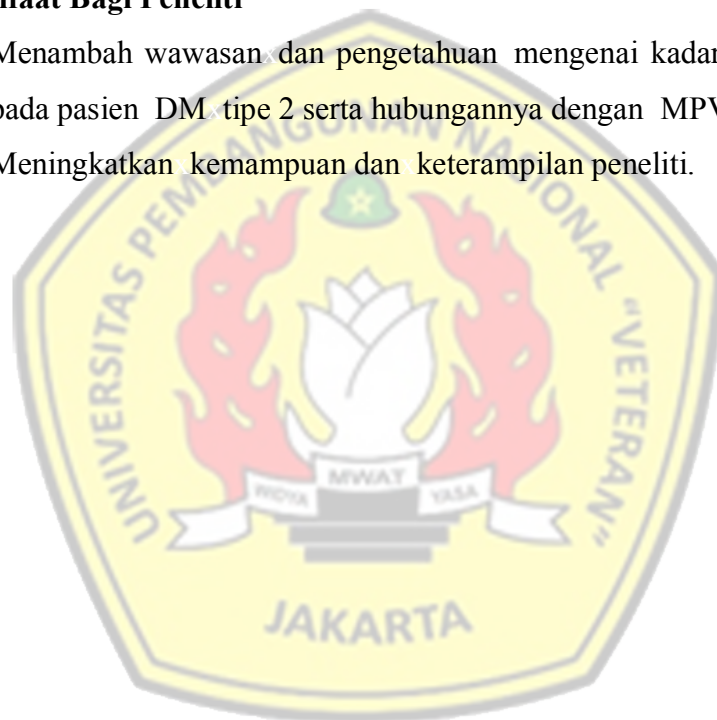 Bagi Peneliti
Menambah wawasan dan pengetahuan mengenai kadar
pada pasien DM tipe 2 serta hubungannya dengan MPV
Meningkatkan kemampuan dan keterampilan peneliti.
UNIVERSITAS PEMBANGUNAN NASIONAL "VETERAN"
WIDYA MWAT YASA
JAKARTA